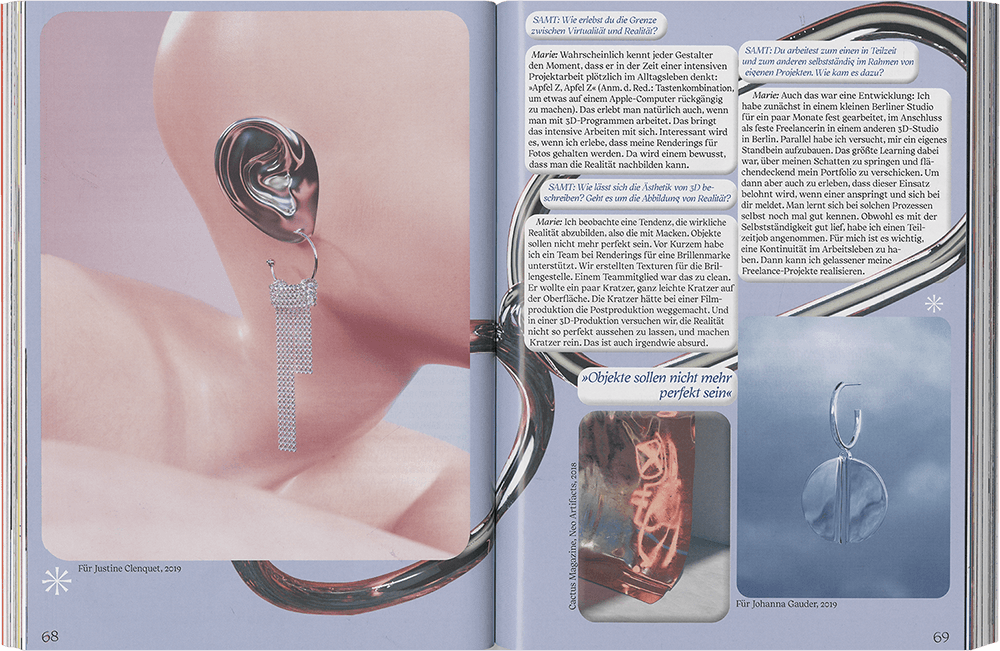 Für Justine Clenquet, 2019
68
SAMT: Wie erlebst du die Grenze
zwischen Virtualität und Realität?
Marie: Wahrscheinlich kennt jeder Gestalter
den Moment, dass er in der Zeit einer intensiven
Projektarbeit plötzlich im Alltagsleben denkt:
»Apfel Z, Apfel Z« (Anm. d. Red.: Tastenkombination,
um etwas auf einem Apple-Computer rückgängig
zu machen). Das erlebt man natürlich auch, wenn
man mit 3D-Programmen arbeitet. Das bringt
das intensive Arbeiten mit sich. Interessant wird
es, wenn ich erlebe, dass meine Renderings für
Fotos gehalten werden. Da wird einem bewusst,
dass man die Realität nachbilden kann.
SAMT: Wie lässt sich die Ästhetik von 3D be-
schreiben? Geht es um die Abbildung von Realität?
Marie: Ich beobachte eine Tendenz, die wirkliche
Realität abzubilden, also die mit Macken. Objekte
sollen nicht mehr perfekt sein. Vor Kurzem habe
ich ein Team bei Renderings für eine Brillenmarke
unterstützt. Wir erstellten Texturen für die Bril-
lengestelle. Einem Teammitglied war das zu clean.
Er wollte ein paar Kratzer, ganz leichte Kratzer auf
der Oberfläche. Die Kratzer hätte bei einer Film-
produktion die Postproduktion weggemacht. Und
in einer 3D-Produktion versuchen wir, die Realität
nicht so perfekt aussehen zu lassen, und machen
Kratzer rein. Das ist auch irgendwie absurd.
»Objekte sollen nicht mehr
perfekt sein«
Cactus Magazine, Neo Artifacts, 2018
SAMT: Du arbeitest zum einen in Teilzeit
und zum anderen selbstständig im Rahmen von
eigenen Projekten. Wie kam es dazu?
Marie: Auch das war eine Entwicklung: Ich
habe zunächst in einem kleinen Berliner Studio
für ein paar Monate fest gearbeitet, im Anschluss
als feste Freelancerin in einem anderen 3D-Studio
in Berlin. Parallel habe ich versucht, mir ein eigenes
Standbein aufzubauen. Das größte Learning dabei
war, über meinen Schatten zu springen und flä-
chendeckend mein Portfolio zu verschicken. Um
dann aber auch zu erleben, dass dieser Einsatz
belohnt wird, wenn einer anspringt und sich bei
dir meldet. Man lernt sich bei solchen Prozessen
selbst noch mal gut kennen. Obwohl es mit der
Selbstständigkeit gut lief, habe ich einen Teil-
zeitjob angenommen. Für mich ist es wichtig,
eine Kontinuität im Arbeitsleben zu ha-
ben. Dann kann ich gelassener meine
Freelance-Projekte realisieren.
Für Johanna Gauder, 2019
69